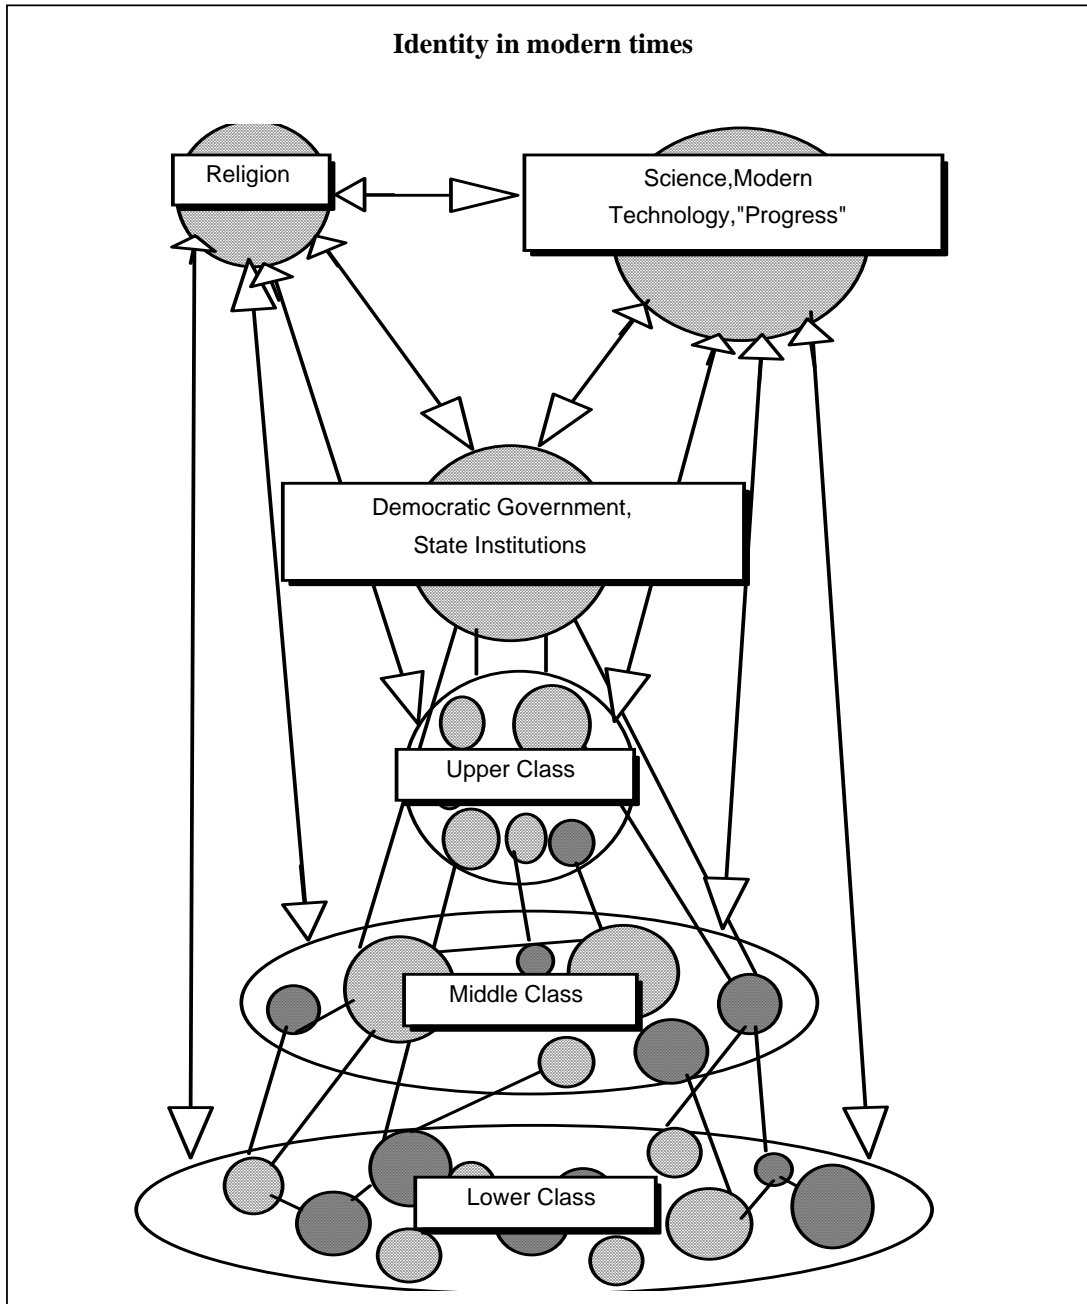 Identity in modern times
Religion
Science,Modern
Technology,"Progress"
Democratic Government,
State Institutions
Upper Class
Middle Class
Lower Class